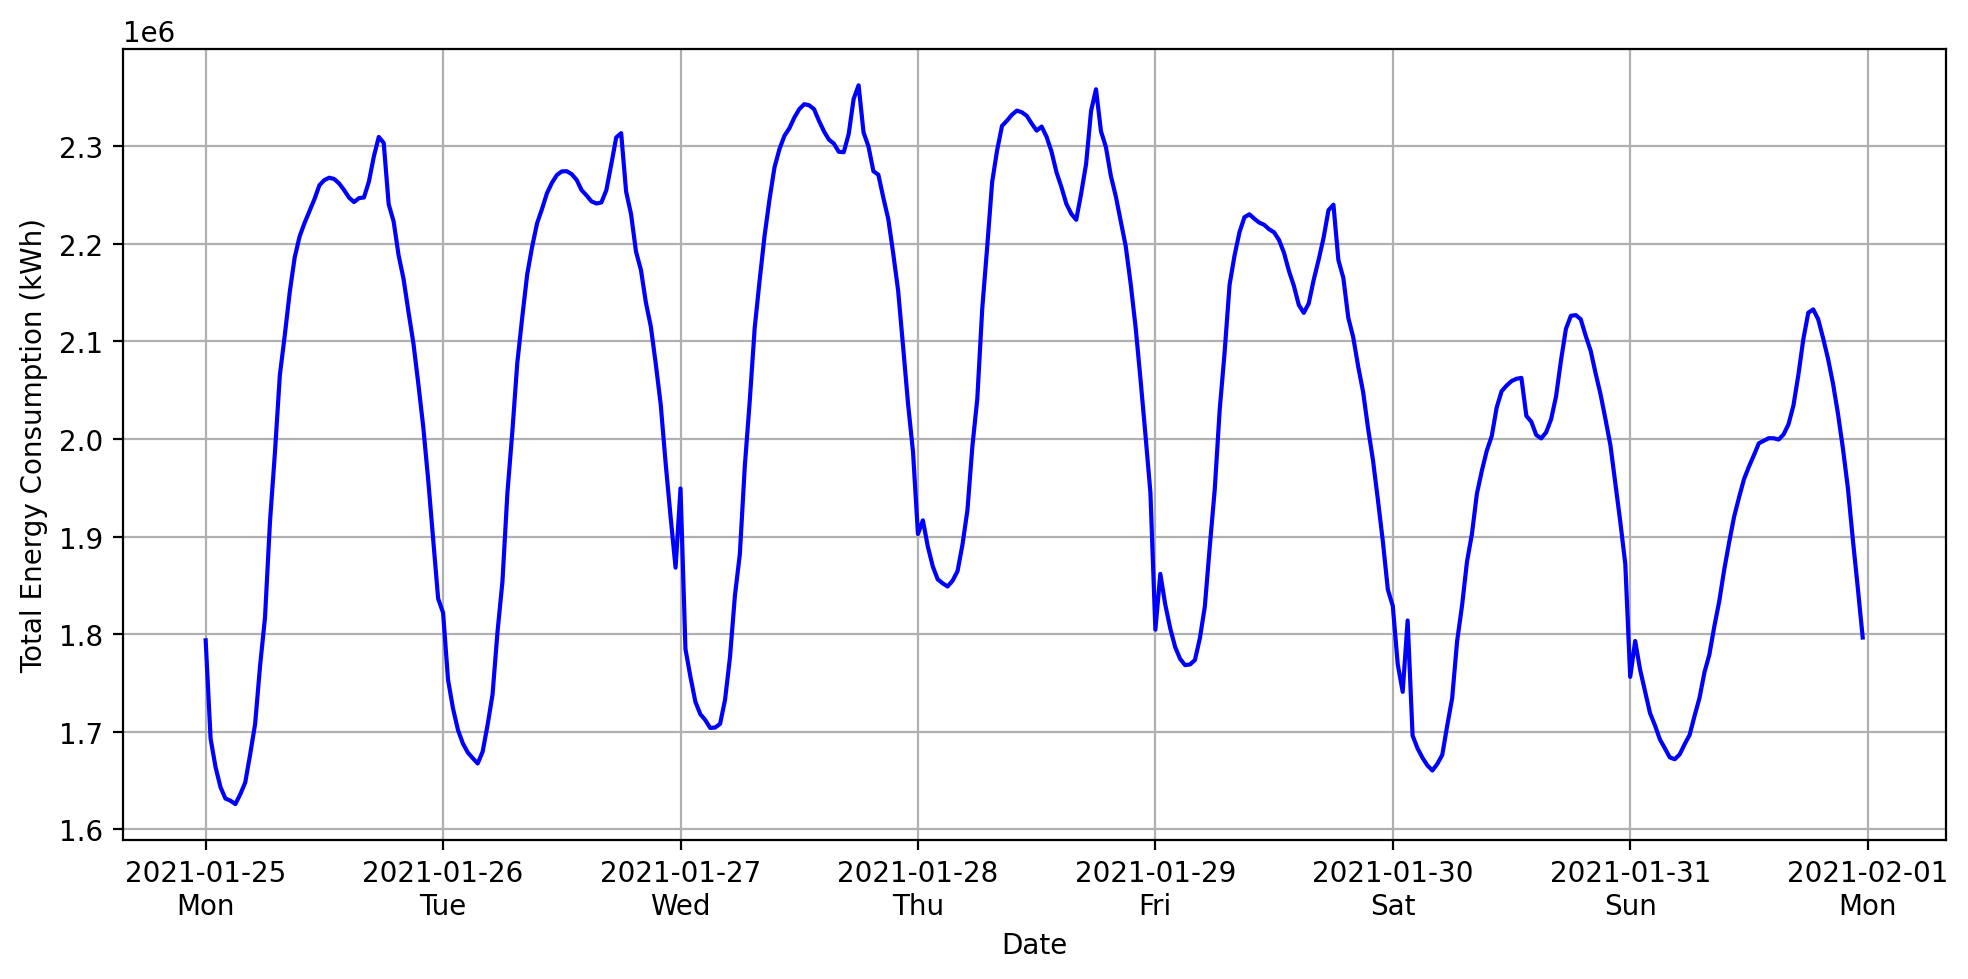 1e6
Total Energy Consumption (kWh)
2.3
2.2
2.1
2.0
1.9
1.8
1.7
1.6
2021-01-25 2021-01-26 2021-01-27 2021-01-28 2021-01-29 2021-01-30 2021-01-31 2021-02-01
Mon Tue Wed Thu Fri Sat Sun Mon
Date